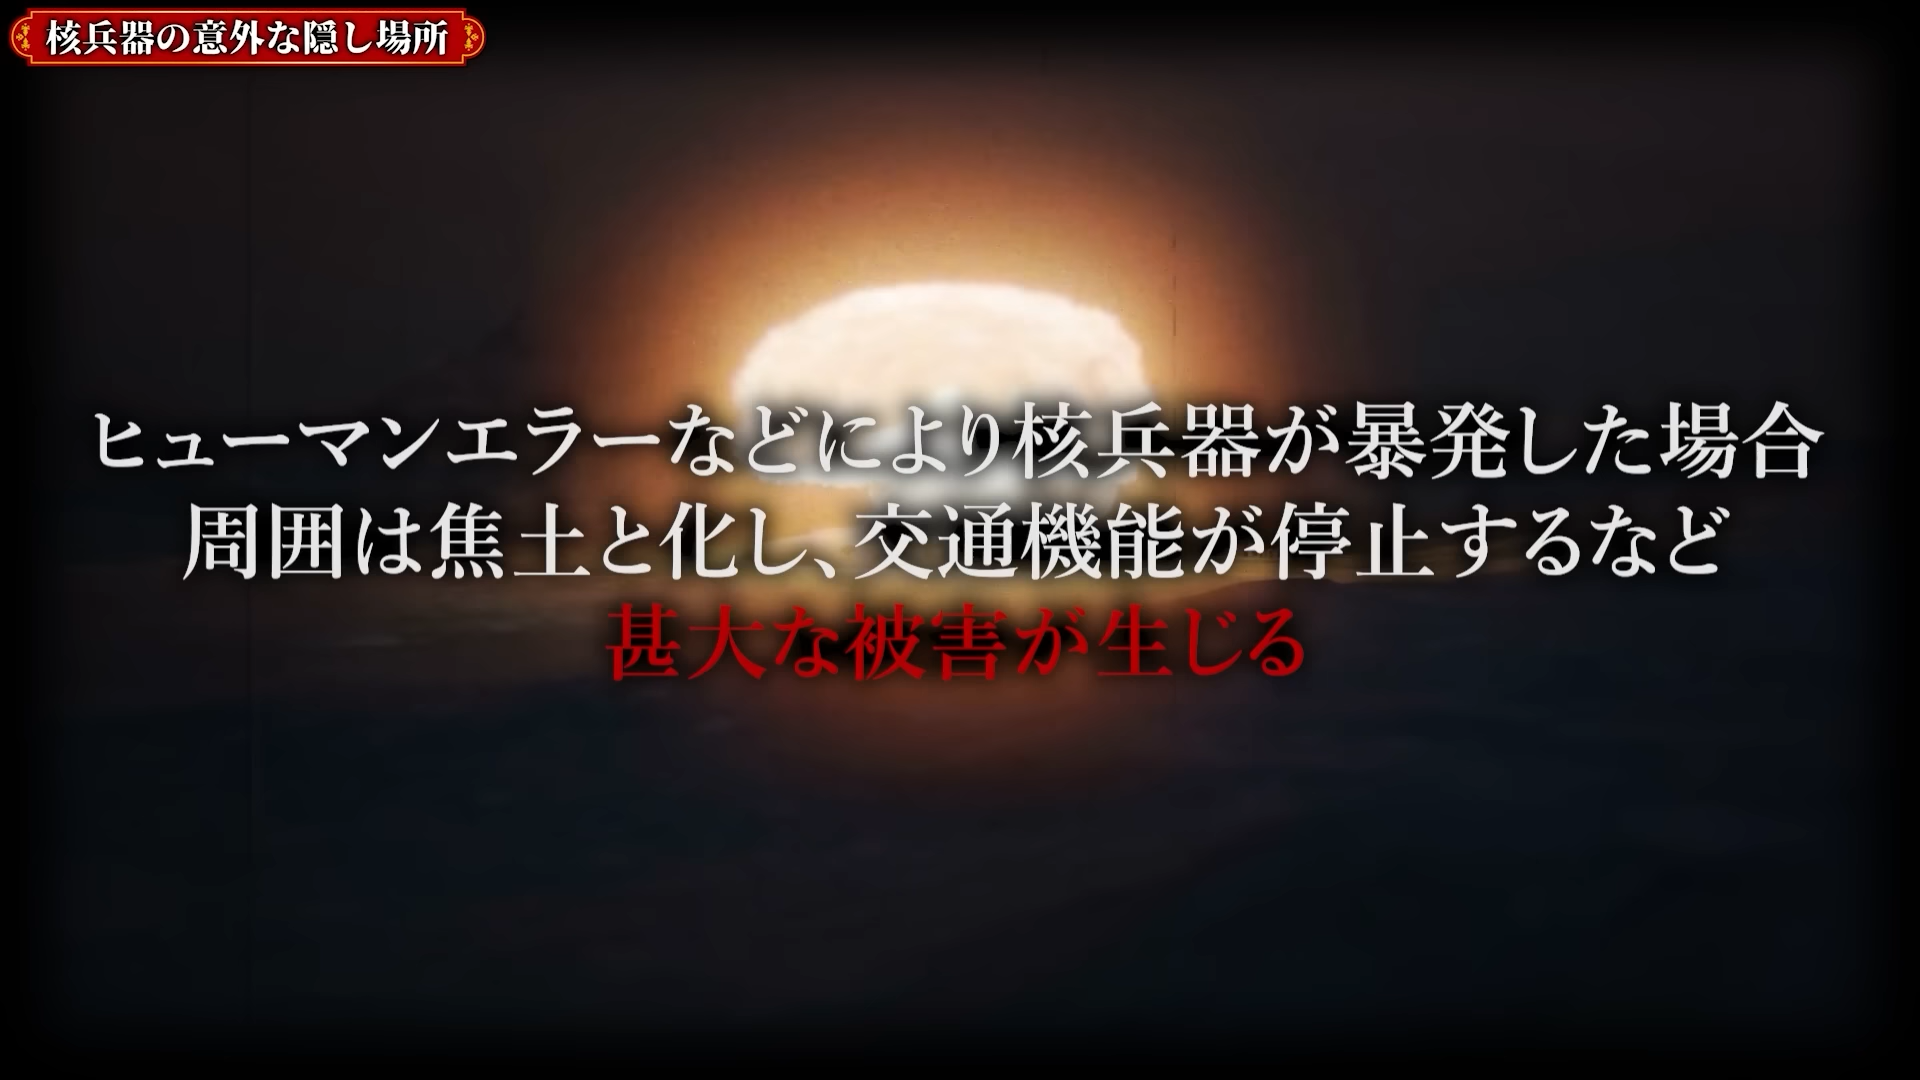 核兵器の意外な隠し場所
ヒューマンエラーなどにより核兵器が暴発した場合
周囲は焦土と化し、交通機能が停止するなど
甚大な被害が生じる